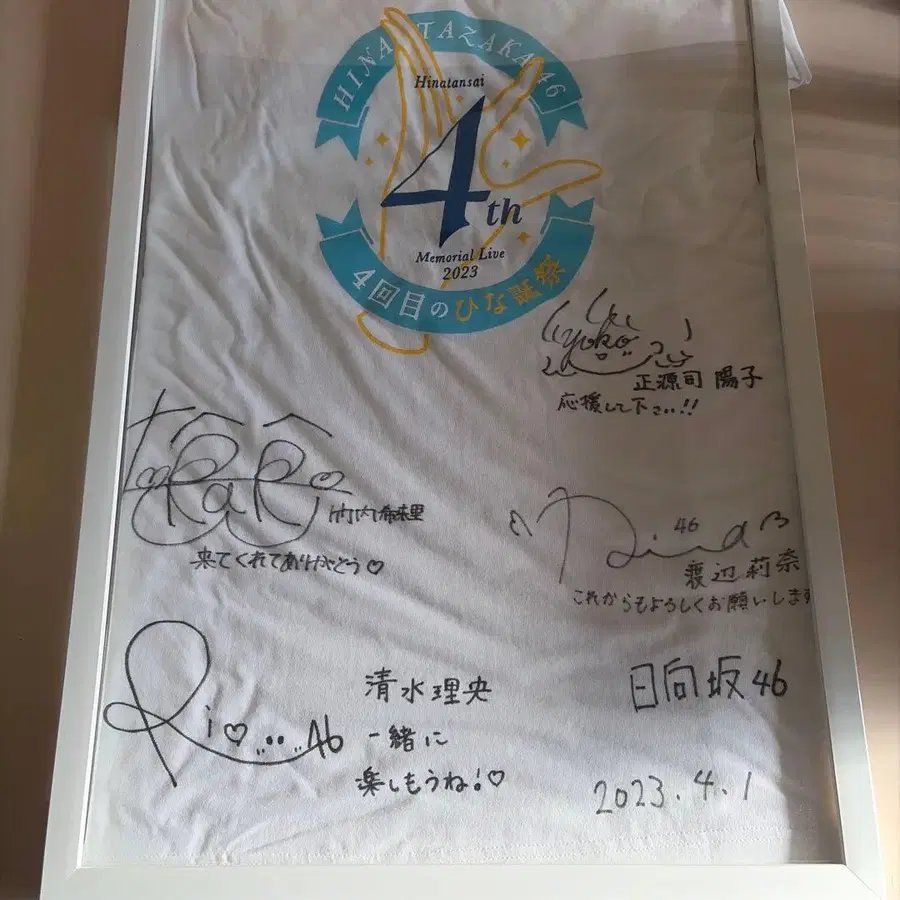 HINATAZAKA46
Hinatansai
4th
Memorial Live
2023
4回目のひな誕祭
yoko
正源司 陽子
応援して下さい!!
竹内希来里
来てくれてありがとう♡
46
Rina
渡辺莉奈
これからもよろしくお願いします
Rio♡
46
清水理央
一緒に
楽しもうね!♡
日向坂46
2023.4.1